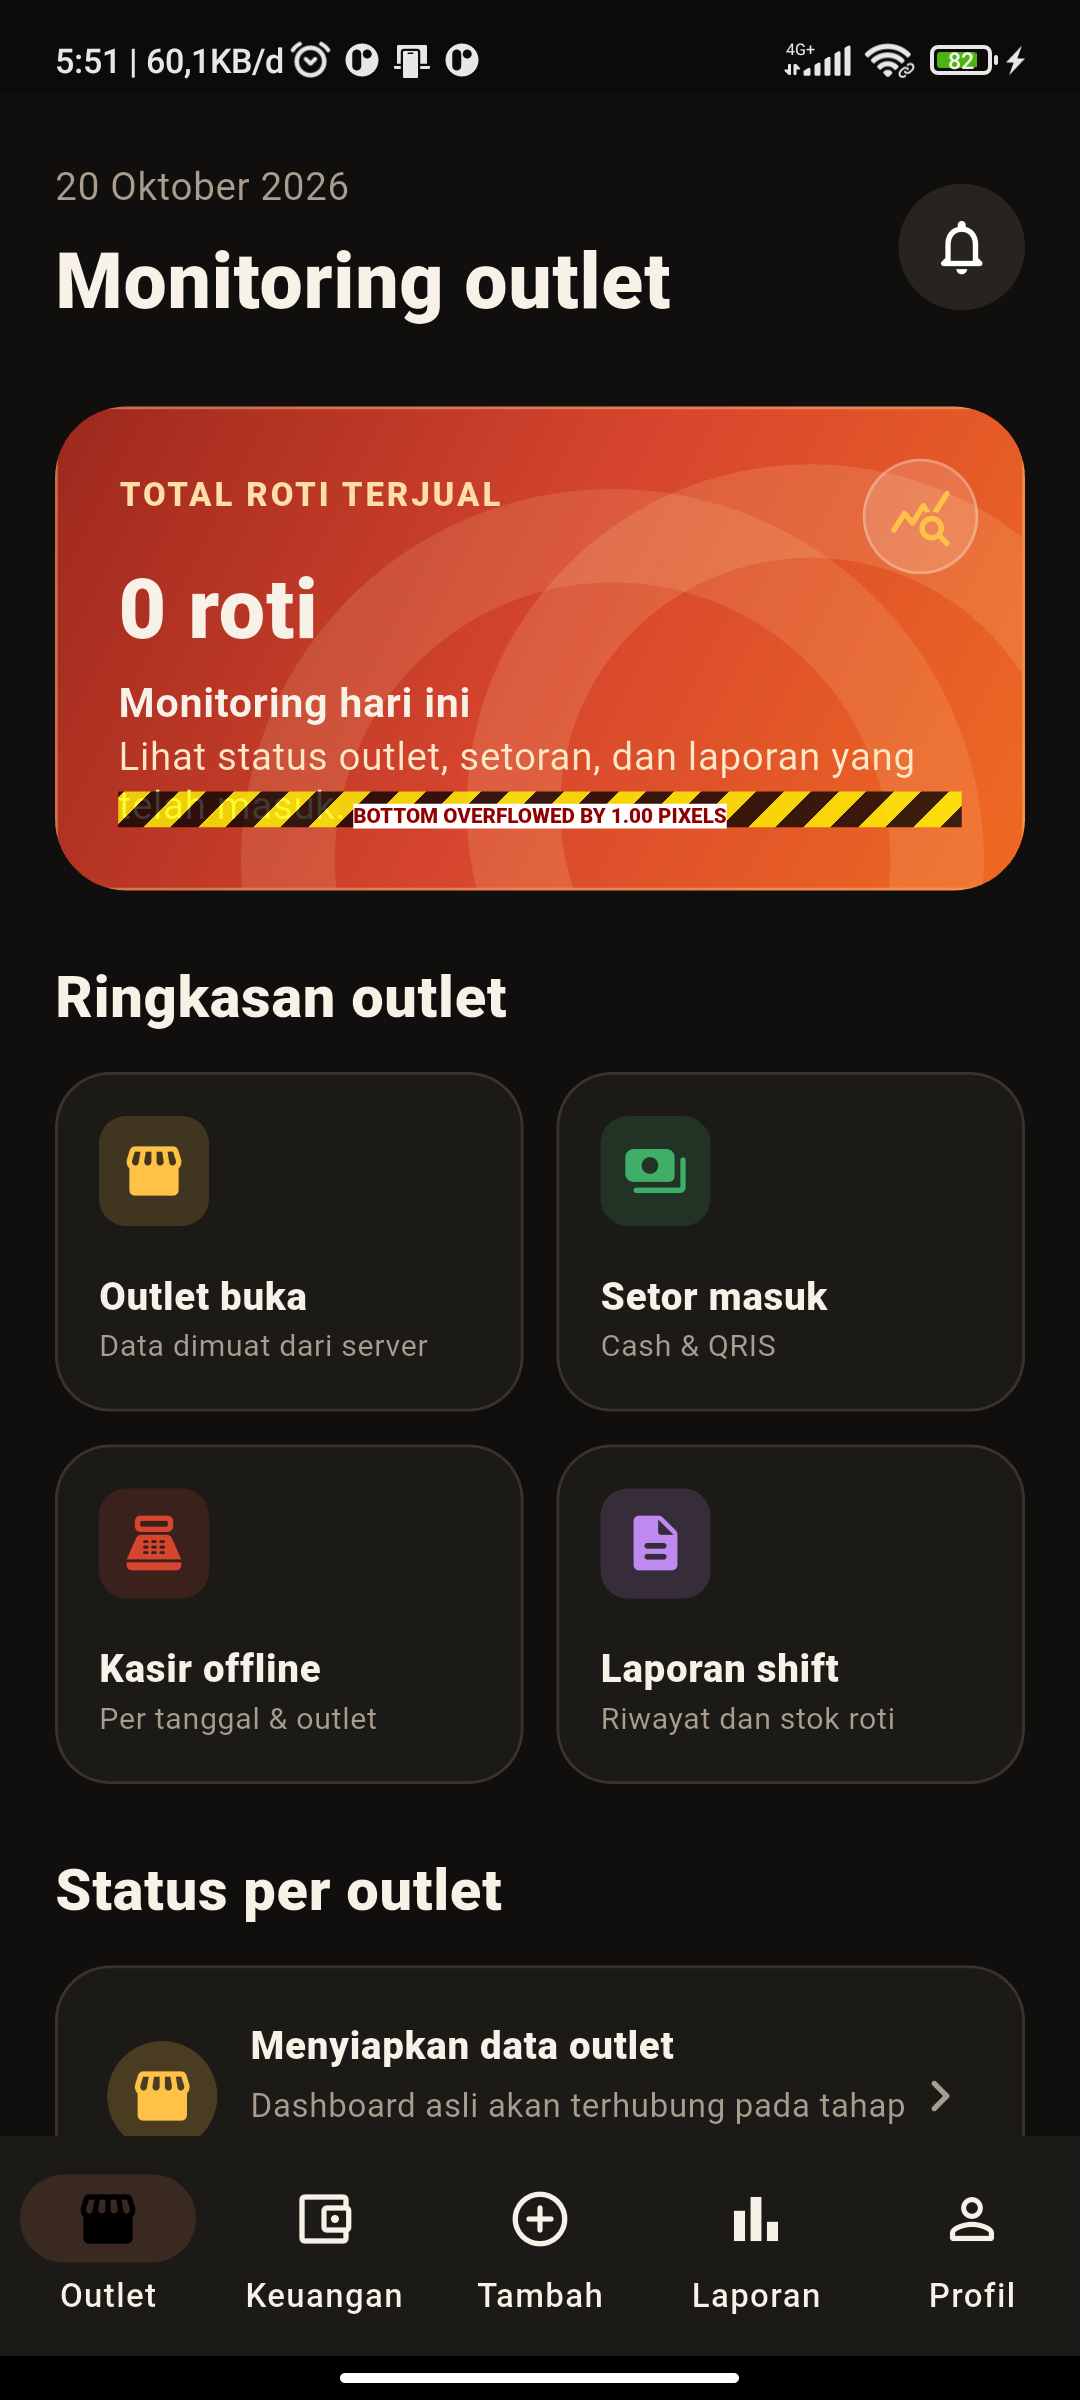 5:51 | 60,1KB/d
4G+
82
20 Oktober 2026
Monitoring outlet
TOTAL ROTI TERJUAL
0 roti
Monitoring hari ini
Lihat status outlet, setoran, dan laporan yang
telah masuk.
BOTTOM OVERFLOWED BY 1.00 PIXELS
Ringkasan outlet
Outlet buka
Data dimuat dari server
Setor masuk
Cash & QRIS
Kasir offline
Per tanggal & outlet
Laporan shift
Riwayat dan stok roti
Status per outlet
Menyiapkan data outlet
Dashboard asli akan terhubung pada tahap
Outlet
Keuangan
Tambah
Laporan
Profil